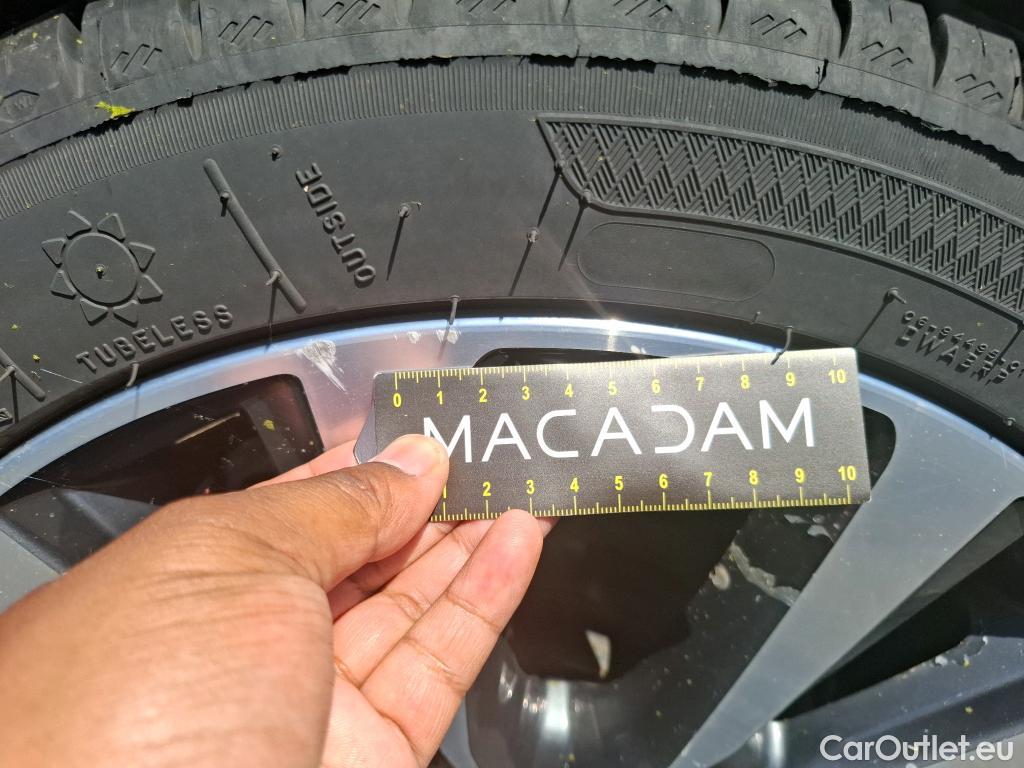 OUTSIDE
TUBELESS
0 1 2 3 4 5 6 7 8 9 10
MACADAM
1 2 3 4 5 6 7 8 9 10
CarOutlet.eu